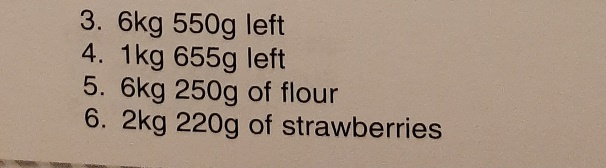 3. 6kg 550g left
4. 1kg 655g left
5. 6kg 250g of flour
6. 2kg 220g of strawberries